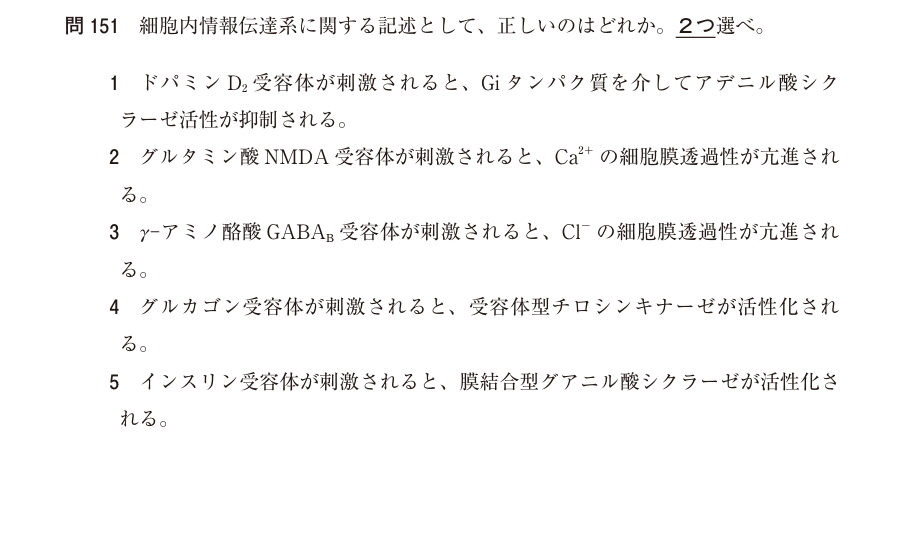 問 151　細胞内情報伝達系に関する記述として、正しいのはどれか。２つ選べ。
1　ドパミン D₂ 受容体が刺激されると、Gi タンパク質を介してアデニル酸シク
ラーゼ活性が抑制される。
2　グルタミン酸 NMDA 受容体が刺激されると、Ca²⁺ の細胞膜透過性が亢進され
る。
3　γ−アミノ酪酸 GABA_B 受容体が刺激されると、Cl⁻ の細胞膜透過性が亢進され
る。
4　グルカゴン受容体が刺激されると、受容体型チロシンキナーゼが活性化され
る。
5　インスリン受容体が刺激されると、膜結合型グアニル酸シクラーゼが活性化さ
れる。